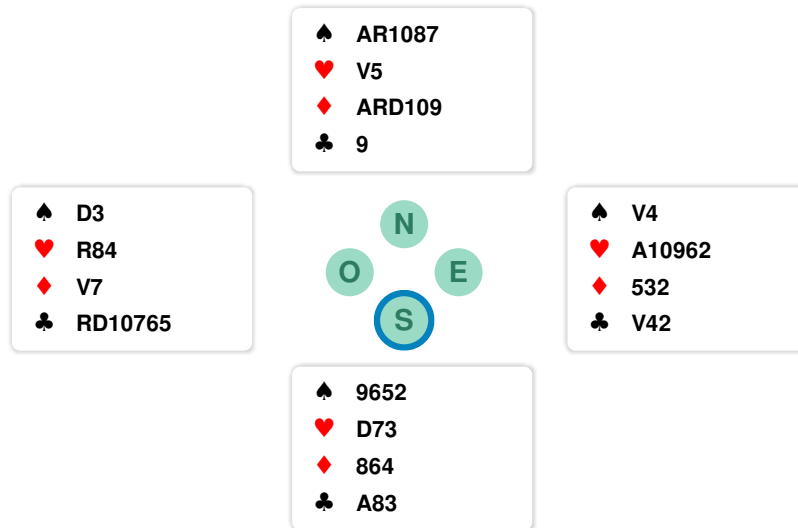 ♠ AR1087
♥ V5
♦ ARD109
♣ 9
♠ D3
♥ R84
♦ V7
♣ RD10765
N
O E
S
♠ V4
♥ A10962
♦ 532
♣ V42
♠ 9652
♥ D73
♦ 864
♣ A83